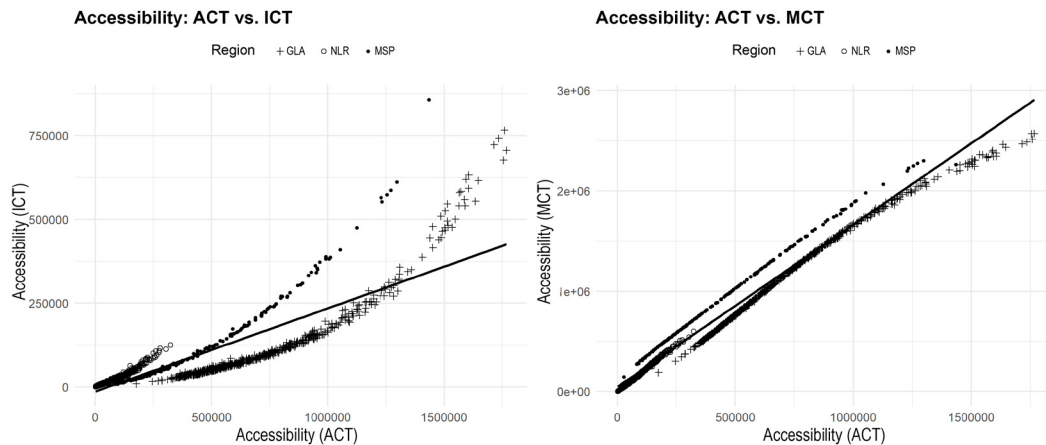 Accessibility: ACT vs. ICT
Region GLA NLR MSP
Accessibility (ICT)
750000
500000
250000
0
0 500000 1000000 1500000
Accessibility (ACT)
Accessibility: ACT vs. MCT
Region GLA NLR MSP
Accessibility (MCT)
3e+06
2e+06
1e+06
0e+00
0 500000 1000000 1500000
Accessibility (ACT)